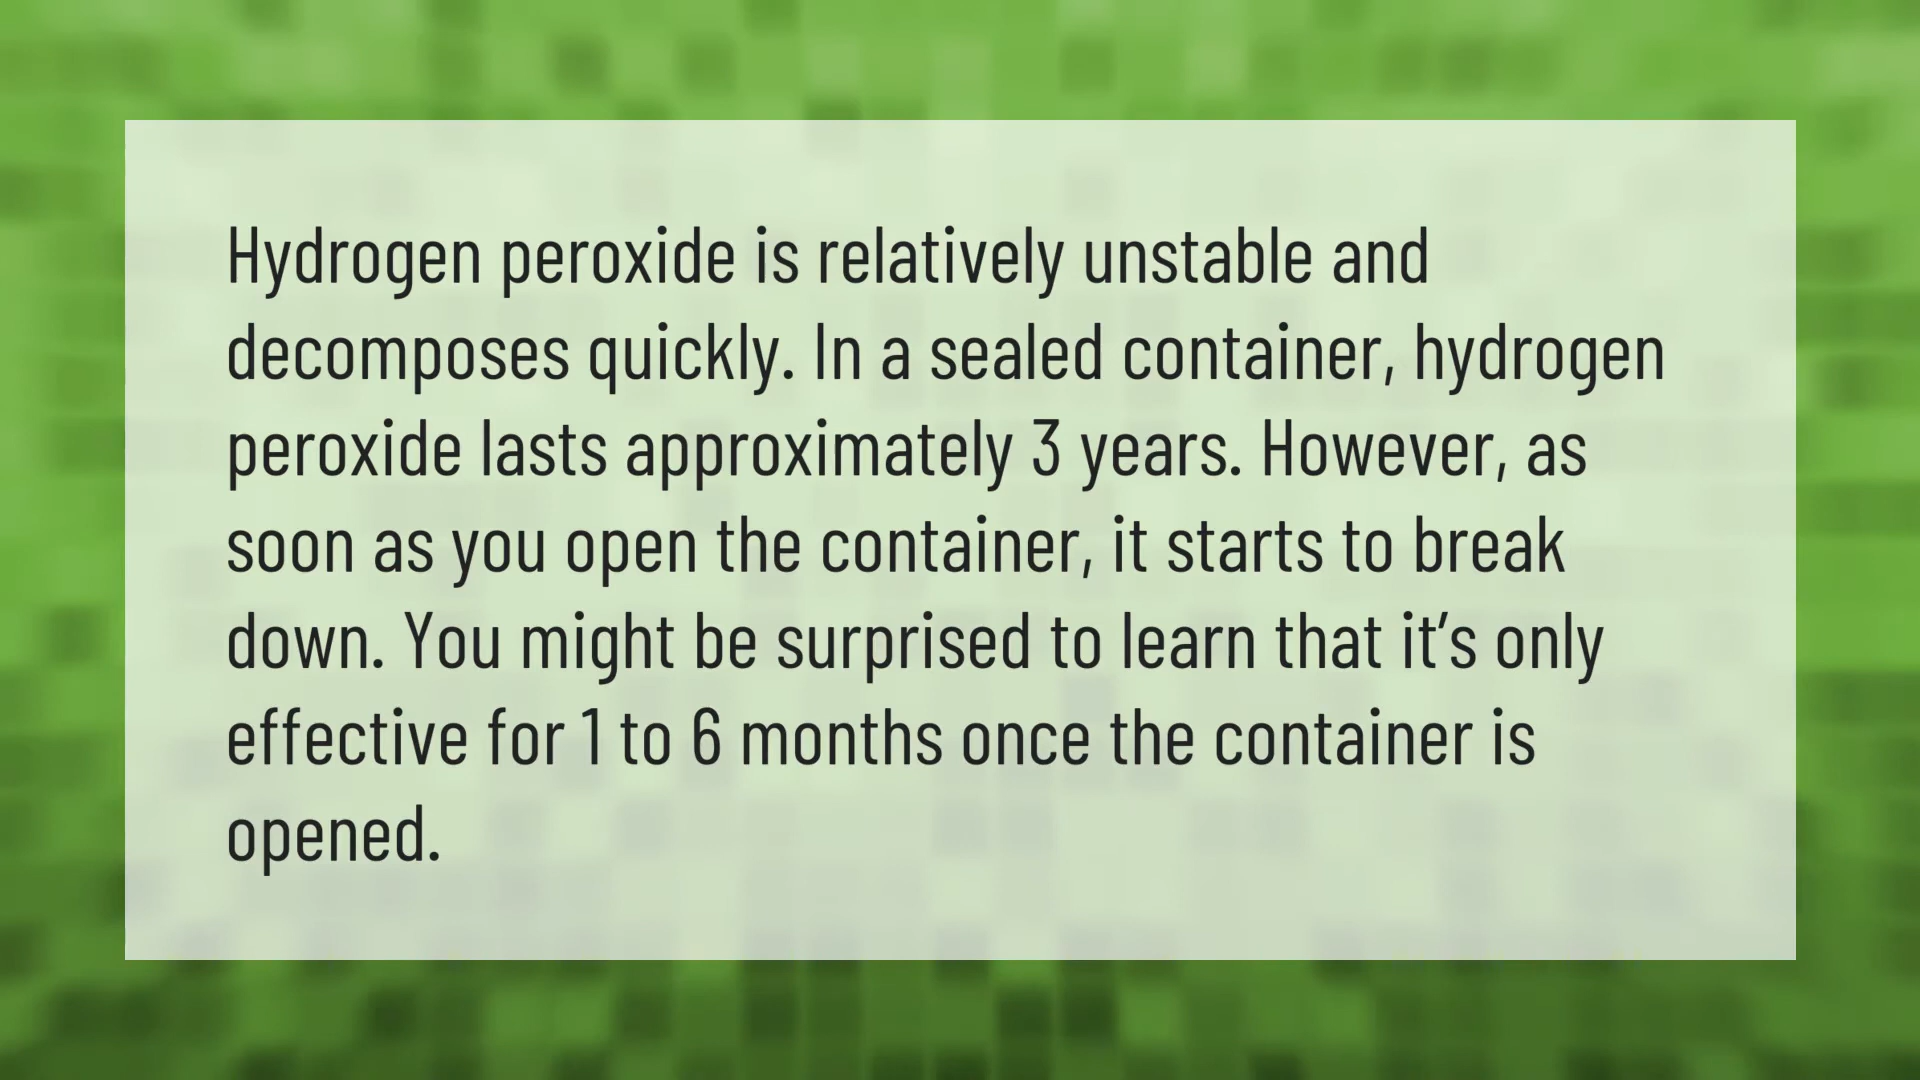 Hydrogen peroxide is relatively unstable and
decomposes quickly. In a sealed container, hydrogen
peroxide lasts approximately 3 years. However, as
soon as you open the container, it starts to break
down. You might be surprised to learn that it’s only
effective for 1 to 6 months once the container is
opened.